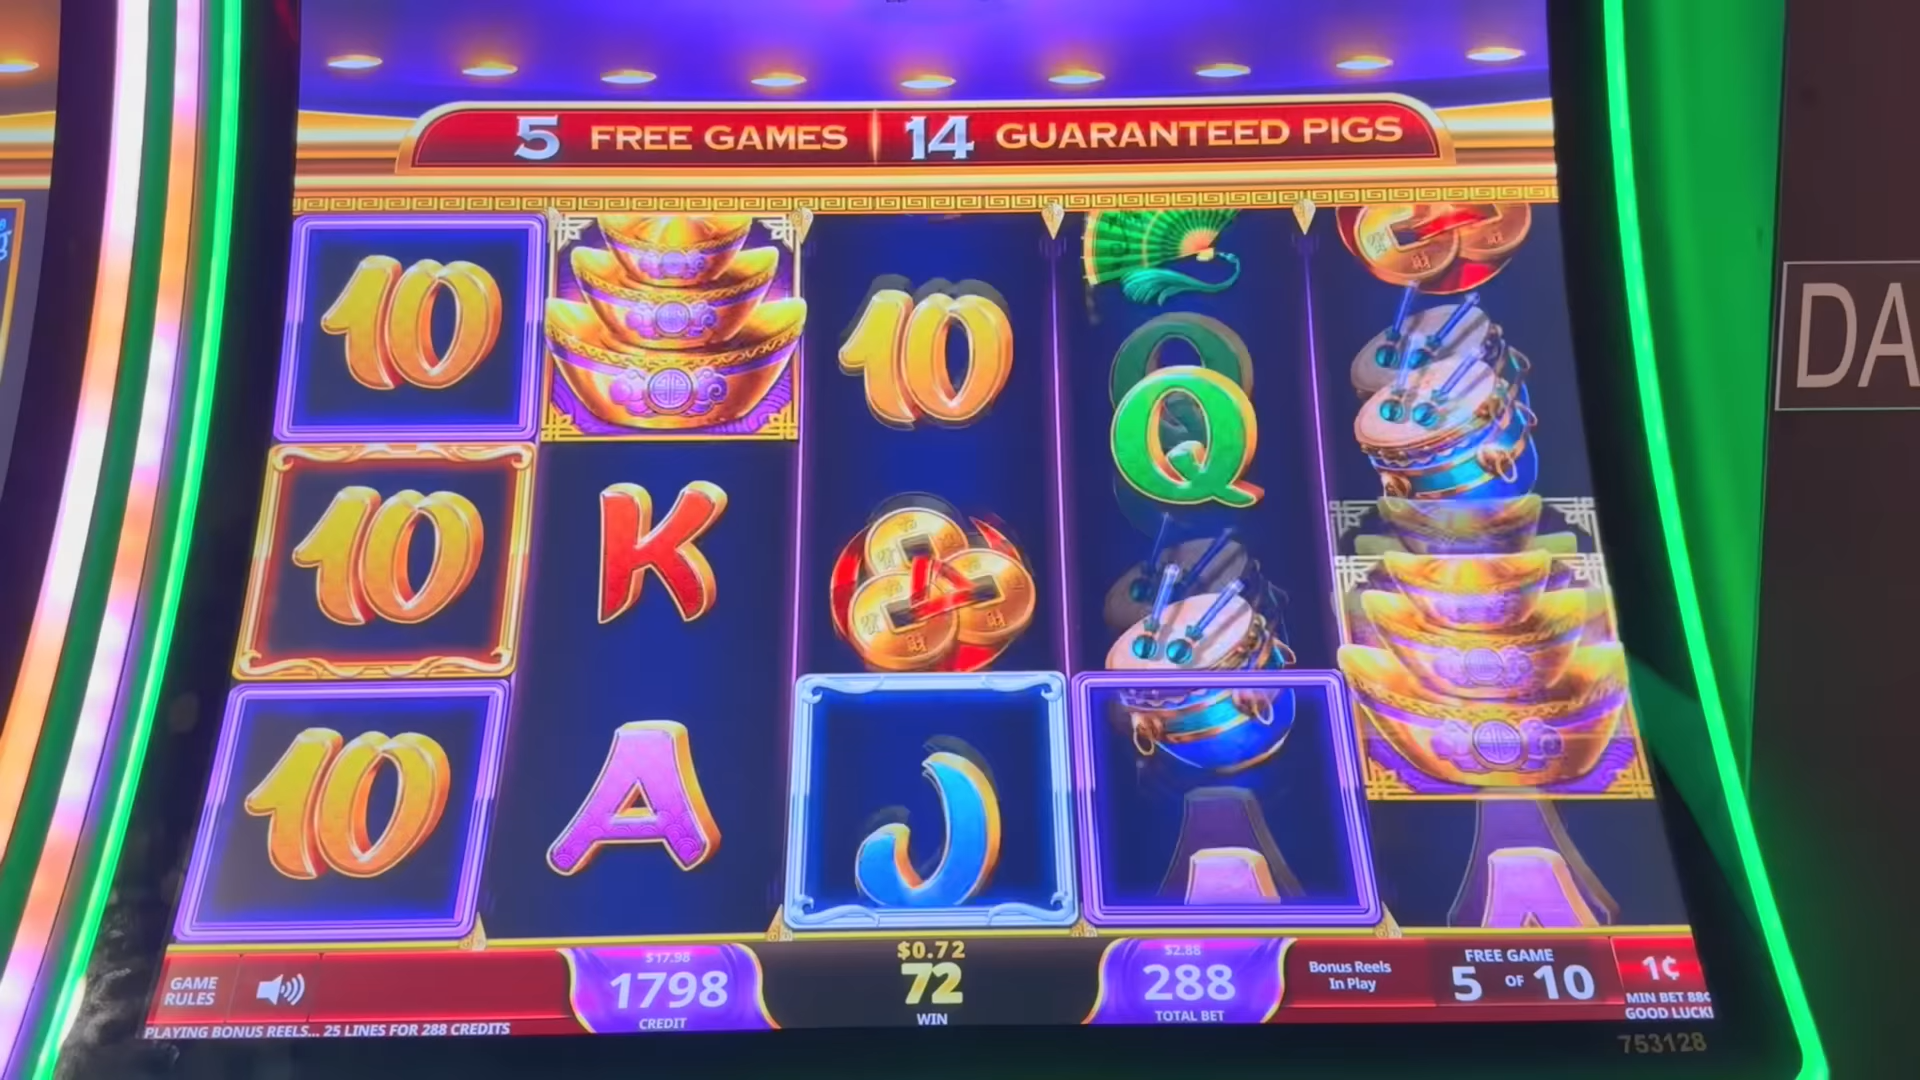 5 FREE GAMES 14 GUARANTEED PIGS
10 10 Q
10 K
10 A J A A
GAME RULES
$17.98
1798
CREDIT
$0.72
72
WIN
$2.88
288
TOTAL BET
Bonus Reels
In Play
FREE GAME
5 OF 10
1¢
MIN BET 88¢
GOOD LUCK!
PLAYING BONUS REELS... 25 LINES FOR 288 CREDITS
753128
DA